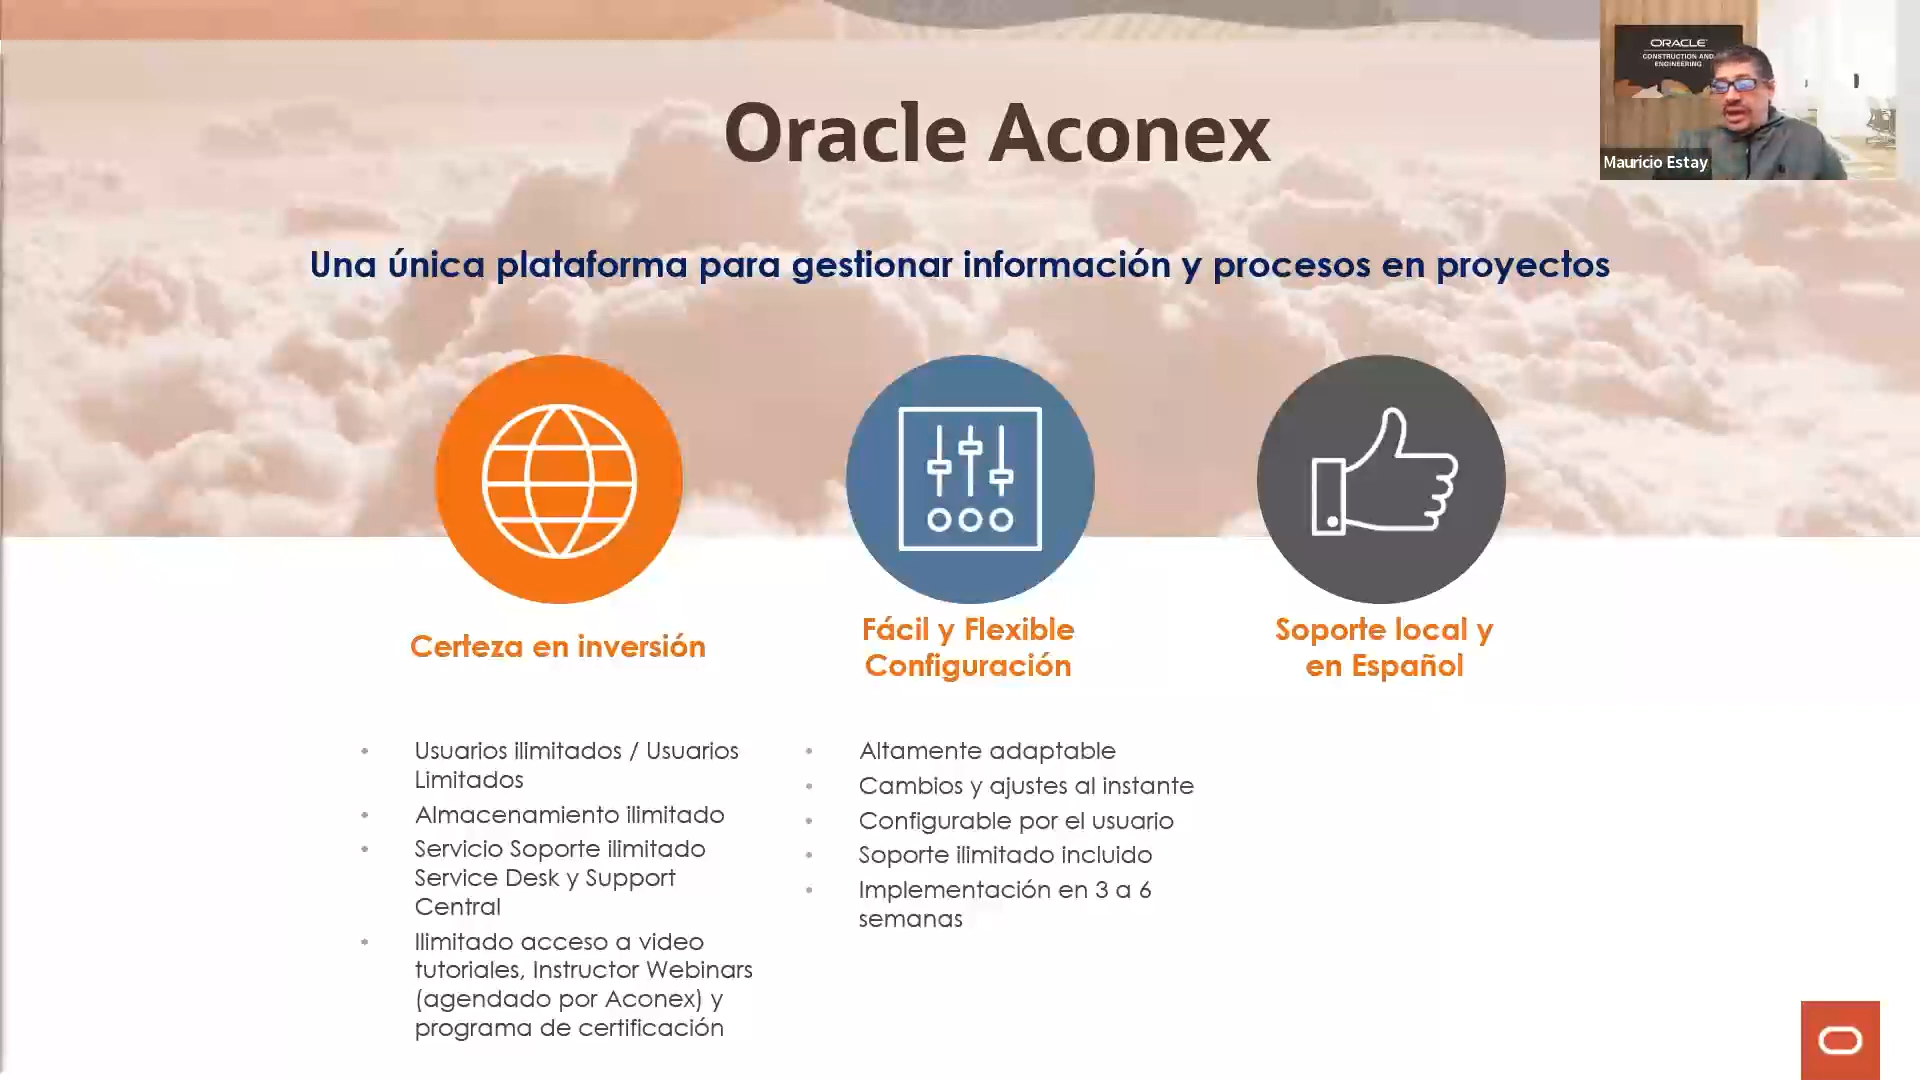 ORACLE
CONSTRUCTION AND
ENGINEERING
Mauricio Estay
Oracle Aconex
Una única plataforma para gestionar información y procesos en proyectos
Certeza en inversión
Fácil y Flexible
Configuración
Soporte local y
en Español
• Usuarios ilimitados / Usuarios
Limitados
• Almacenamiento ilimitado
• Servicio Soporte ilimitado
Service Desk y Support
Central
• Ilimitado acceso a video
tutoriales, Instructor Webinars
(agendado por Aconex) y
programa de certificación
• Altamente adaptable
• Cambios y ajustes al instante
• Configurable por el usuario
• Soporte ilimitado incluido
• Implementación en 3 a 6
semanas